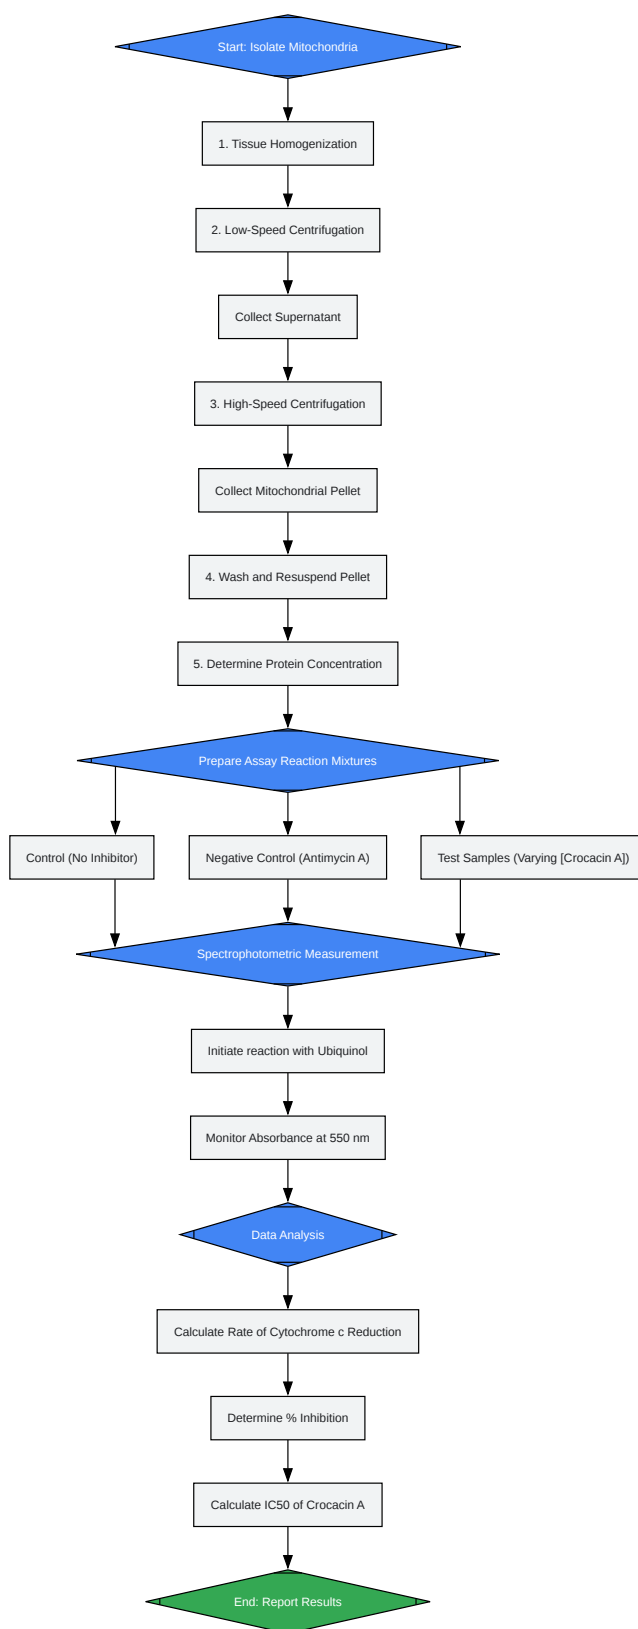 Start: Isolate Mitochondria
1. Tissue Homogenization
2. Low-Speed Centrifugation
Collect Supernatant
3. High-Speed Centrifugation
Collect Mitochondrial Pellet
4. Wash and Resuspend Pellet
5. Determine Protein Concentration
Prepare Assay Reaction Mixtures
Control (No Inhibitor)
Negative Control (Antimycin A)
Test Samples (Varying [Crocacin A])
Spectrophotometric Measurement
Initiate reaction with Ubiquinol
Monitor Absorbance at 550 nm
Data Analysis
Calculate Rate of Cytochrome c Reduction
Determine % Inhibition
Calculate IC50 of Crocacin A
End: Report Results